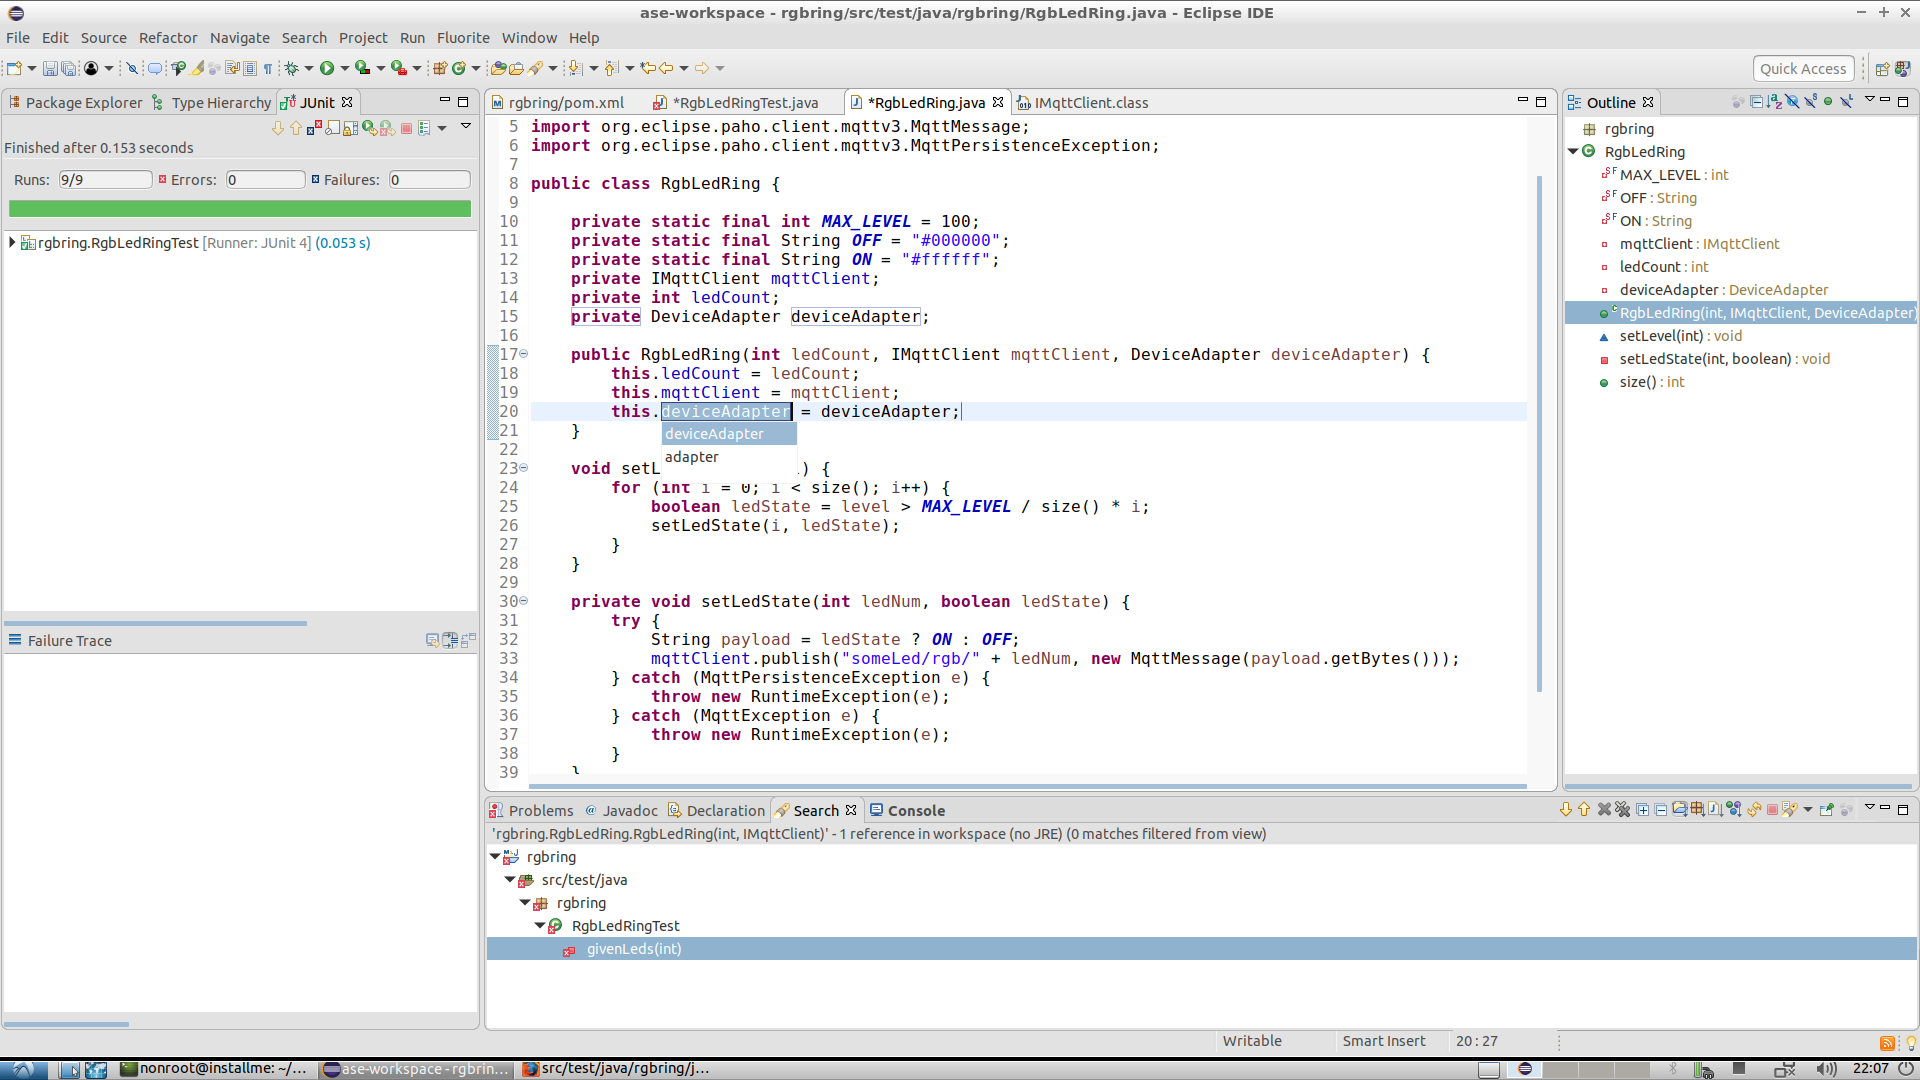 ase-workspace - rgbring/src/test/java/rgbring/RgbLedRing.java - Eclipse IDE
File Edit Source Refactor Navigate Search Project Run Fluorite Window Help
Quick Access
Package Explorer Type Hierarchy JUnit
Finished after 0.153 seconds
Runs: 9/9 Errors: 0 Failures: 0
rgbring.RgbLedRingTest [Runner: JUnit 4] (0.053 s)
Failure Trace
rgbring/pom.xml *RgbLedRingTest.java *RgbLedRing.java IMqttClient.class
5 import org.eclipse.paho.client.mqttv3.MqttMessage;
6 import org.eclipse.paho.client.mqttv3.MqttPersistenceException;
7
8 public class RgbLedRing {
9
10 private static final int MAX_LEVEL = 100;
11 private static final String OFF = "#000000";
12 private static final String ON = "#ffffff";
13 private IMqttClient mqttClient;
14 private int ledCount;
15 private DeviceAdapter deviceAdapter;
16
17 public RgbLedRing(int ledCount, IMqttClient mqttClient, DeviceAdapter deviceAdapter) {
18 this.ledCount = ledCount;
19 this.mqttClient = mqttClient;
20 this.deviceAdapter = deviceAdapter;
21 }
deviceAdapter
adapter
22
23 void setL ) {
24 for (int i = 0; i < size(); i++) {
25 boolean ledState = level > MAX_LEVEL / size() * i;
26 setLedState(i, ledState);
27 }
28 }
29
30 private void setLedState(int ledNum, boolean ledState) {
31 try {
32 String payload = ledState ? ON : OFF;
33 mqttClient.publish("someLed/rgb/" + ledNum, new MqttMessage(payload.getBytes()));
34 } catch (MqttPersistenceException e) {
35 throw new RuntimeException(e);
36 } catch (MqttException e) {
37 throw new RuntimeException(e);
38 }
39 }
Outline
rgbring
RgbLedRing
MAX_LEVEL : int
OFF : String
ON : String
mqttClient : IMqttClient
ledCount : int
deviceAdapter : DeviceAdapter
RgbLedRing(int, IMqttClient, DeviceAdapter)
setLevel(int) : void
setLedState(int, boolean) : void
size() : int
Problems @ Javadoc Declaration Search Console
'rgbring.RgbLedRing.RgbLedRing(int, IMqttClient)' - 1 reference in workspace (no JRE) (0 matches filtered from view)
rgbring
src/test/java
rgbring
RgbLedRingTest
givenLeds(int)
Writable Smart Insert 20 : 27
nonroot@installme: ~/... ase-workspace - rgbrin... src/test/java/rgbring/j... 22:07